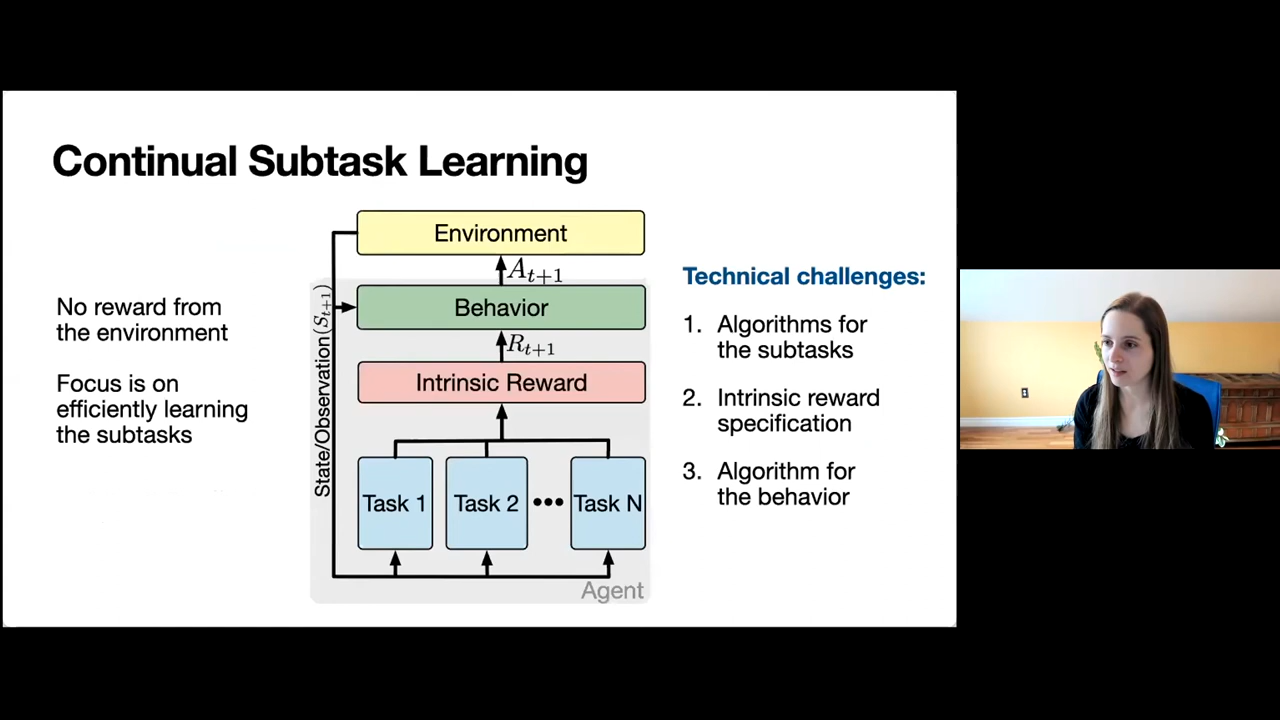 Continual Subtask Learning
No reward from
the environment
Focus is on
efficiently learning
the subtasks
Environment
A_{t+1}
Behavior
R_{t+1}
Intrinsic Reward
State/Observation(S_{t+1})
Task 1
Task 2
•••
Task N
Agent
Technical challenges:
1. Algorithms for
the subtasks
2. Intrinsic reward
specification
3. Algorithm for
the behavior